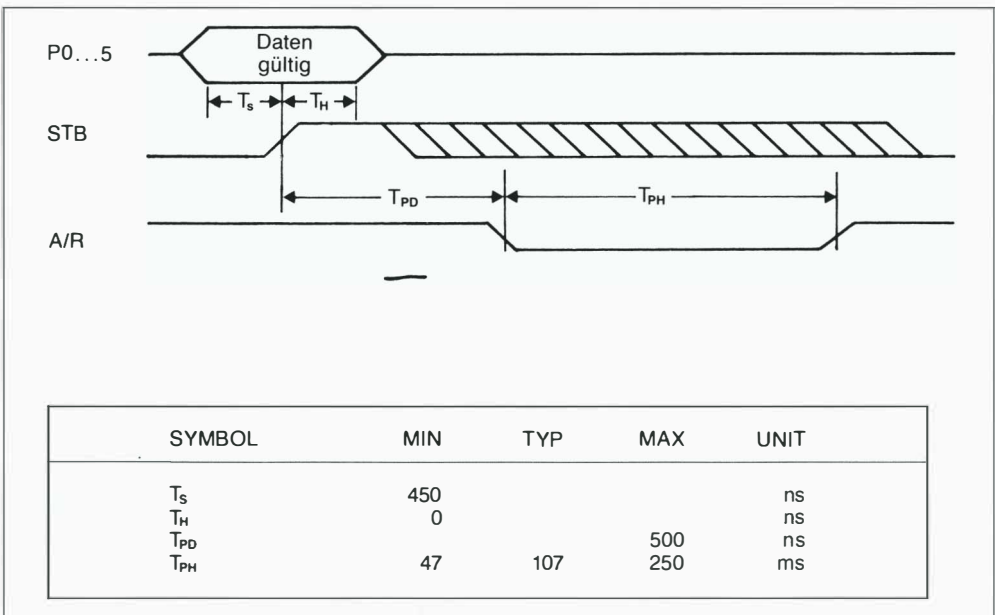 P0...5
Daten
gültig
Ts TH
STB
TPD TPH
A/R
SYMBOL MIN TYP MAX UNIT
Ts 450 ns
TH 0 ns
TPD 500 ns
TPH 47 107 250 ms